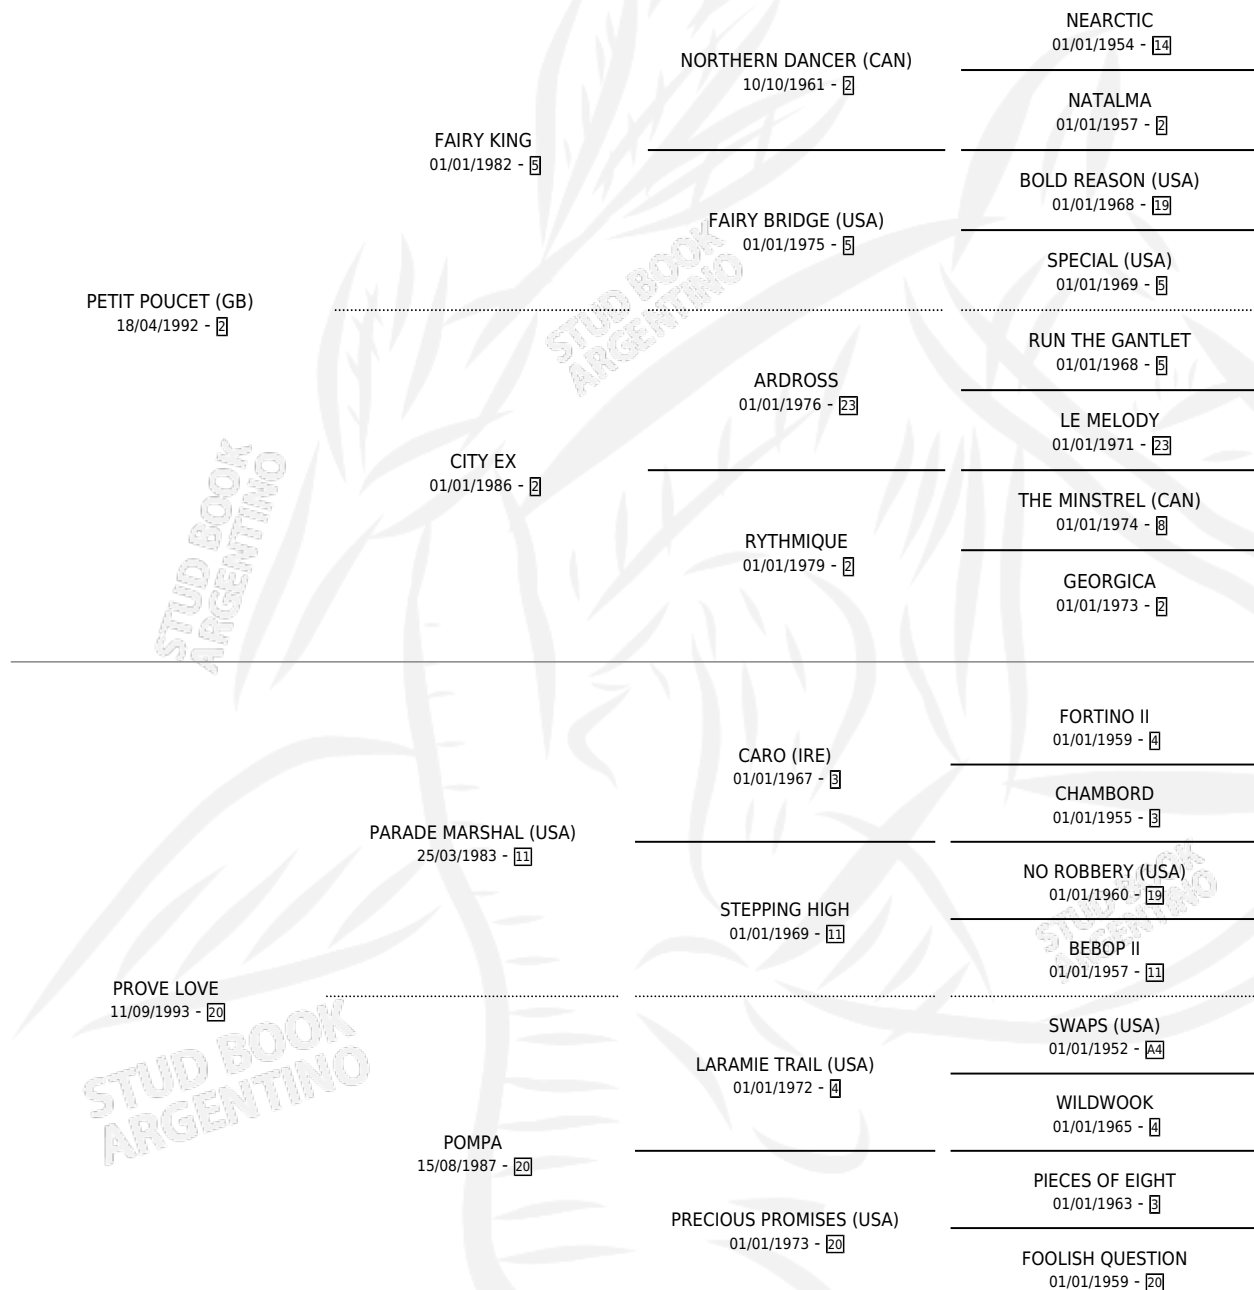 NEARCTIC
01/01/1954 - 14
NORTHERN DANCER (CAN)
10/10/1961 - 2
NATALMA
01/01/1957 - 2
FAIRY KING
01/01/1982 - 5
BOLD REASON (USA)
01/01/1968 - 19
FAIRY BRIDGE (USA)
01/01/1975 - 5
SPECIAL (USA)
01/01/1969 - 5
STUD BOOK
ARGENTINO
PETIT POUCET (GB)
18/04/1992 - 2
RUN THE GANTLET
01/01/1968 - 5
ARDROSS
01/01/1976 - 23
LE MELODY
01/01/1971 - 23
CITY EX
01/01/1986 - 2
THE MINSTREL (CAN)
01/01/1974 - 8
RYTHMIQUE
01/01/1979 - 2
GEORGICA
01/01/1973 - 2
STUD BOOK
ARGENTINO
FORTINO II
01/01/1959 - 4
CARO (IRE)
01/01/1967 - 3
CHAMBORD
01/01/1955 - 3
PARADE MARSHAL (USA)
25/03/1983 - 11
NO ROBBERY (USA)
01/01/1960 - 19
STEPPING HIGH
01/01/1969 - 11
STUD BOOK
ARGENTINO
BEBOP II
01/01/1957 - 11
PROVE LOVE
11/09/1993 - 20
SWAPS (USA)
01/01/1952 - A4
LARAMIE TRAIL (USA)
01/01/1972 - 4
STUD BOOK
ARGENTINO
WILDWOOK
01/01/1965 - 4
POMPA
15/08/1987 - 20
PIECES OF EIGHT
01/01/1963 - 3
PRECIOUS PROMISES (USA)
01/01/1973 - 20
FOOLISH QUESTION
01/01/1959 - 20